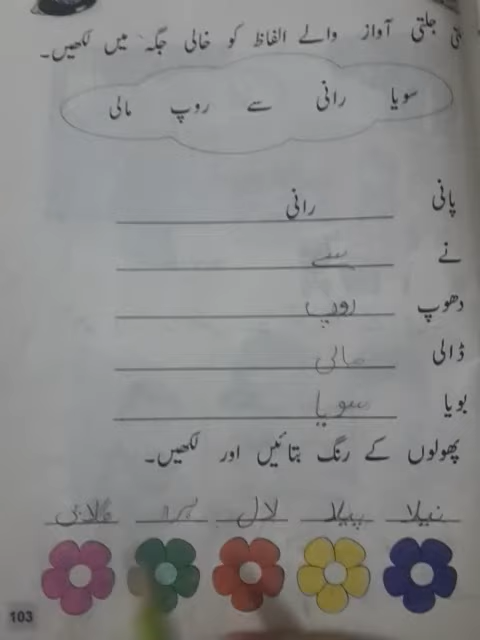 جلتی آواز والے الفاظ کو خالی جگہ میں لکھیں۔
سویا رانی سے روپ مالی
پانی رانی
نے سے
دھوپ روپ
ڈالی مالی
بویا سویا
پھولوں کے رنگ بتائیں اور لکھیں۔
نیلا پیلا لال ہرا گلابی
103